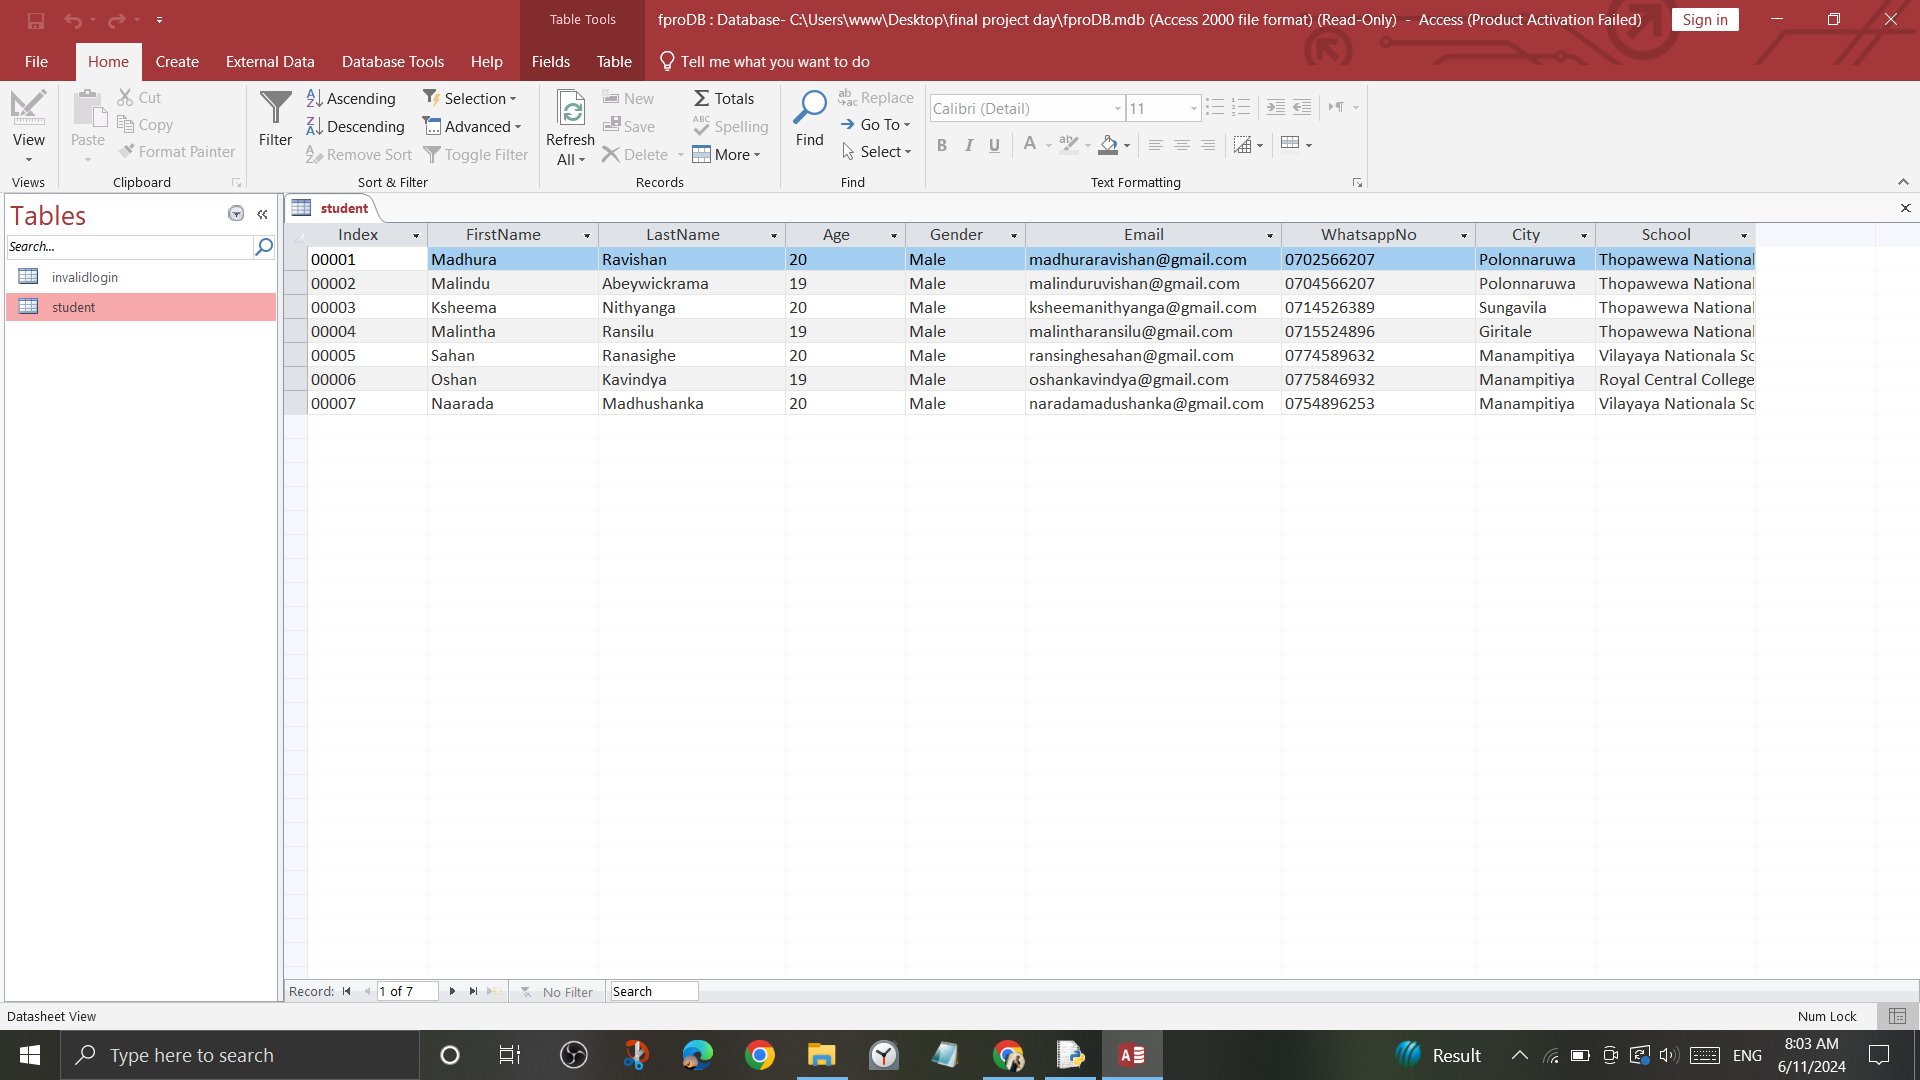 Table Tools
fproDB : Database- C:\Users\www\Desktop\final project day\fproDB.mdb (Access 2000 file format) (Read-Only) - Access (Product Activation Failed)
Sign in
File Home Create External Data Database Tools Help Fields Table Tell me what you want to do
View
Views
Paste
Cut
Copy
Format Painter
Clipboard
Filter
Ascending
Descending
Remove Sort
Selection
Advanced
Toggle Filter
Sort & Filter
Refresh
All
New
Save
Delete
Totals
Spelling
More
Records
Find
Replace
Go To
Select
Find
Calibri (Detail) 11
B I U A
Text Formatting
Tables
Search...
invalidlogin
student
student
Index FirstName LastName Age Gender Email WhatsappNo City School
00001 Madhura Ravishan 20 Male madhuraravishan@gmail.com 0702566207 Polonnaruwa Thopawewa National
00002 Malindu Abeywickrama 19 Male malinduruvishan@gmail.com 0704566207 Polonnaruwa Thopawewa National
00003 Ksheema Nithyanga 20 Male ksheemanithyanga@gmail.com 0714526389 Sungavila Thopawewa National
00004 Malintha Ransilu 19 Male malintharansilu@gmail.com 0715524896 Giritale Thopawewa National
00005 Sahan Ranasighe 20 Male ransinghesahan@gmail.com 0774589632 Manampitiya Vilayaya Nationala Sc
00006 Oshan Kavindya 19 Male oshankavindya@gmail.com 0775846932 Manampitiya Royal Central College
00007 Naarada Madhushanka 20 Male naradamadushanka@gmail.com 0754896253 Manampitiya Vilayaya Nationala Sc
Record: 1 of 7 No Filter Search
Datasheet View
Num Lock
Type here to search
Result
ENG
8:03 AM
6/11/2024